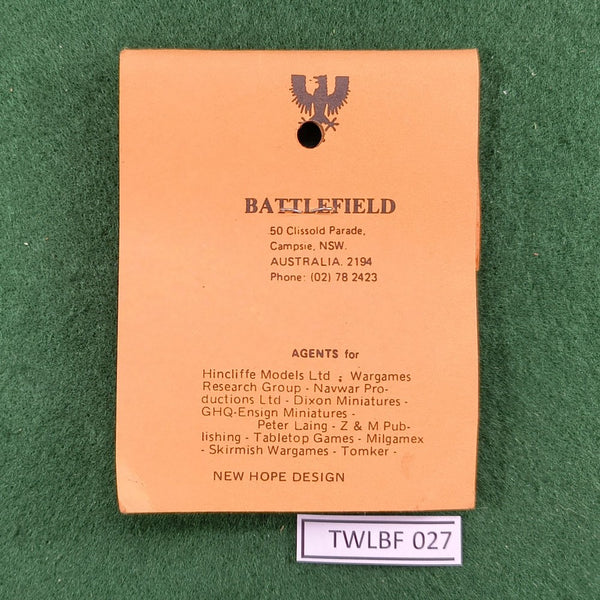 BATTLEFIELD
50 Clissold Parade,
Campsie, NSW.
AUSTRALIA. 2194
Phone: (02) 78 2423
AGENTS for
Hincliffe Models Ltd . Wargames
Research Group - Navwar Pro-
ductions Ltd - Dixon Miniatures -
GHQ-Ensign Miniatures -
Peter Laing - Z & M Pub-
lishing - Tabletop Games - Milgamex
- Skirmish Wargames - Tomker -
NEW HOPE DESIGN
TWLBF 027